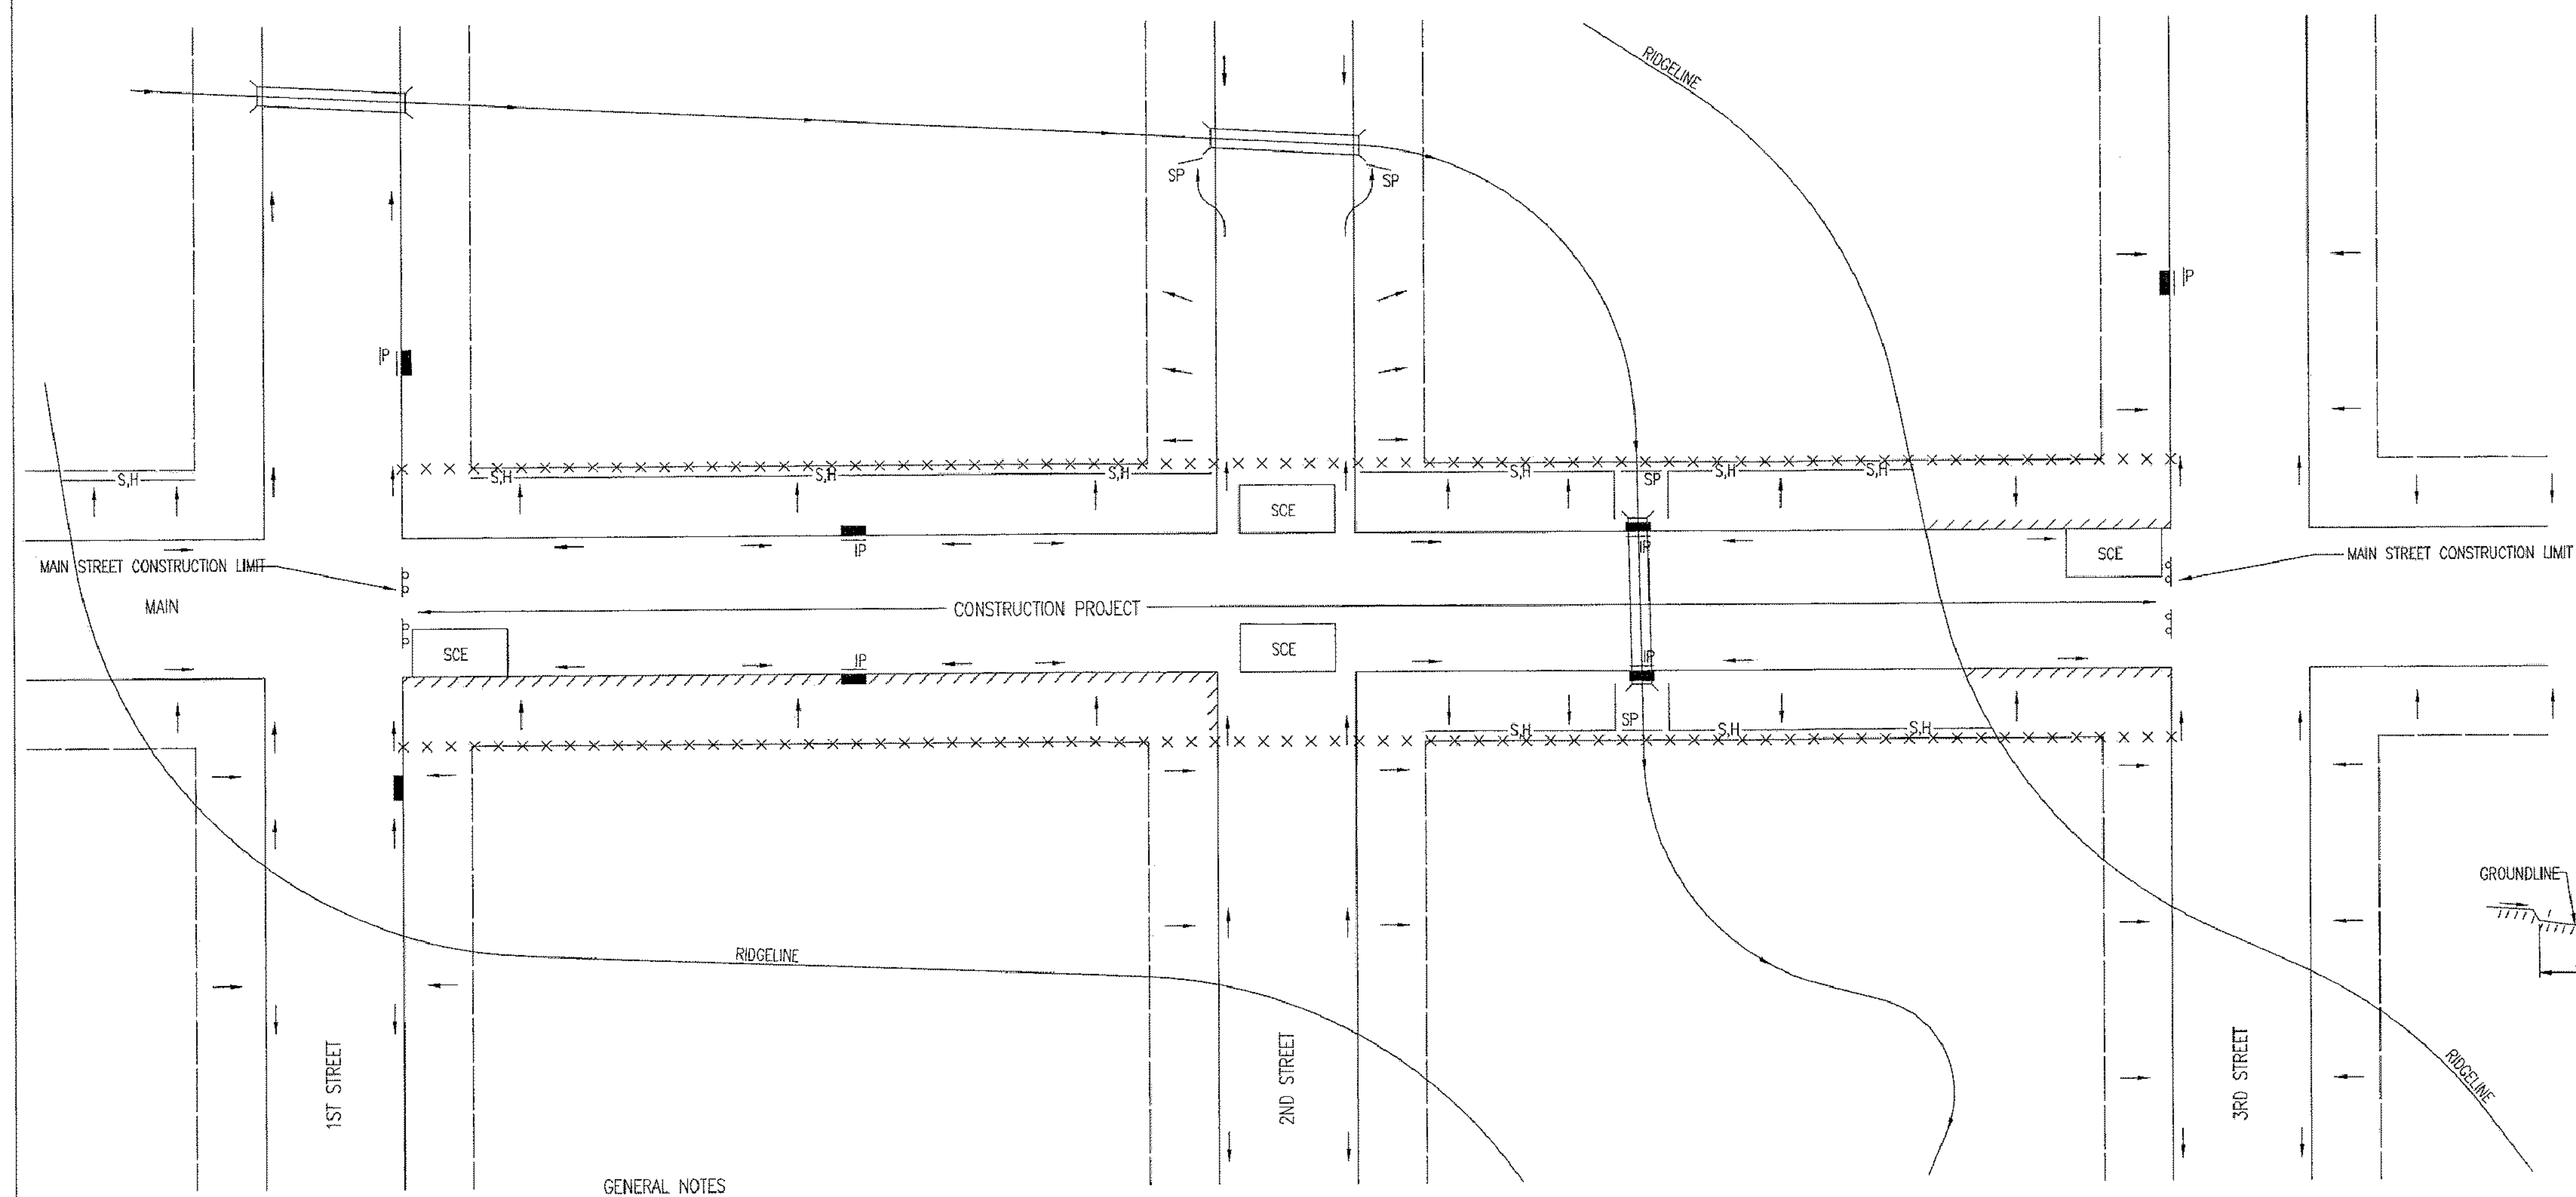 RIDGELINE
SP
SP
IP
IP
S,H
S,H
S,H
S,H
S,H
SP
S,H
S,H
SCE
IP
IP
SCE
MAIN STREET CONSTRUCTION LIMIT
MAIN STREET CONSTRUCTION LIMIT
MAIN
CONSTRUCTION PROJECT
SCE
SCE
IP
IP
SP
S,H
S,H
S,H
GROUNDLINE
RIDGELINE
1ST STREET
2ND STREET
3RD STREET
RIDGELINE
GENERAL NOTES